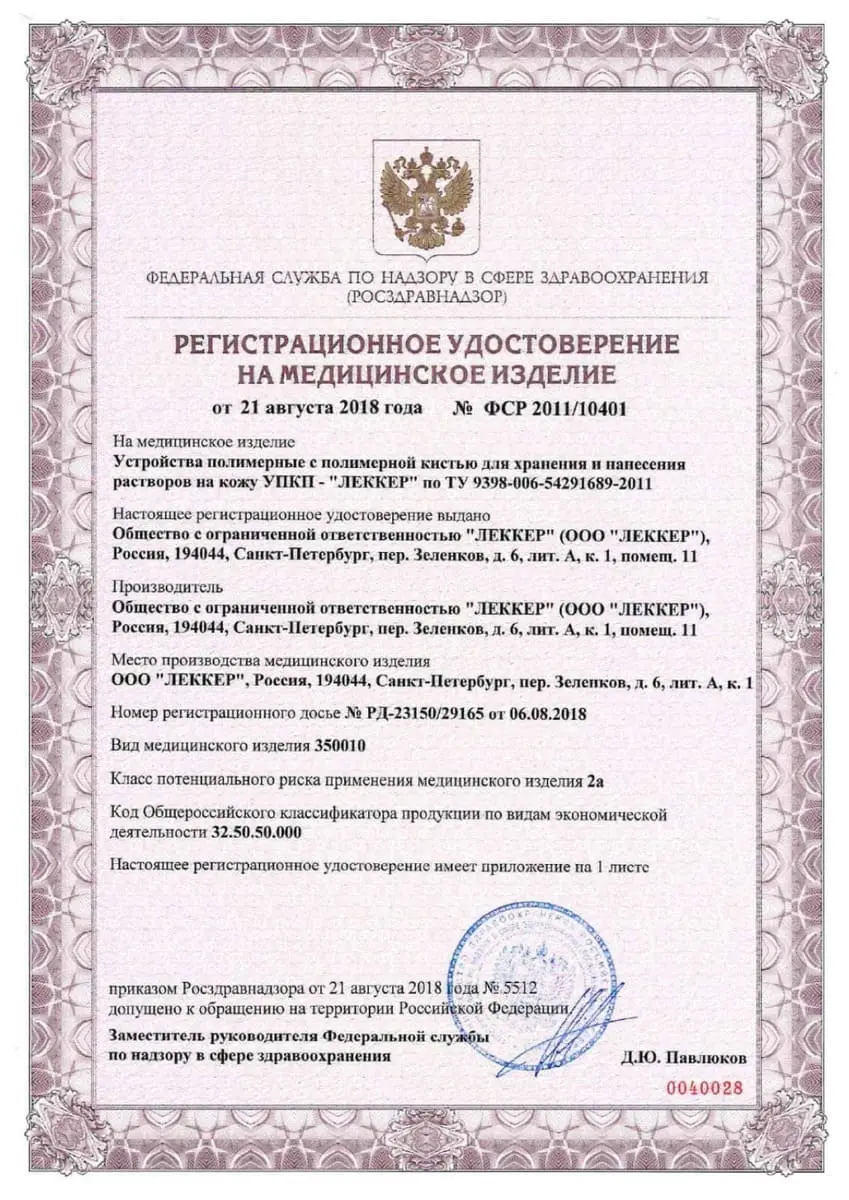 ФЕДЕРАЛЬНАЯ СЛУЖБА ПО НАДЗОРУ В СФЕРЕ ЗДРАВООХРАНЕНИЯ
(РОСЗДРАВНАДЗОР)
РЕГИСТРАЦИОННОЕ УДОСТОВЕРЕНИЕ
НА МЕДИЦИНСКОЕ ИЗДЕЛИЕ
от 21 августа 2018 года № ФСР 2011/10401
На медицинское изделие
Устройства полимерные с полимерной кистью для хранения и нанесения
растворов на кожу УПКП - "ЛЕККЕР" по ТУ 9398-006-54291689-2011
Настоящее регистрационное удостоверение выдано
Общество с ограниченной ответственностью "ЛЕККЕР" (ООО "ЛЕККЕР"),
Россия, 194044, Санкт-Петербург, пер. Зеленков, д. 6, лит. А, к. 1, помещ. 11
Производитель
Общество с ограниченной ответственностью "ЛЕККЕР" (ООО "ЛЕККЕР"),
Россия, 194044, Санкт-Петербург, пер. Зеленков, д. 6, лит. А, к. 1, помещ. 11
Место производства медицинского изделия
ООО "ЛЕККЕР", Россия, 194044, Санкт-Петербург, пер. Зеленков, д. 6, лит. А, к. 1
Номер регистрационного досье № РД-23150/29165 от 06.08.2018
Вид медицинского изделия 350010
Класс потенциального риска применения медицинского изделия 2а
Код Общероссийского классификатора продукции по видам экономической
деятельности 32.50.50.000
Настоящее регистрационное удостоверение имеет приложение на 1 листе
приказом Росздравнадзора от 21 августа 2018 года № 5512
допущено к обращению на территории Российской Федерации.
Заместитель руководителя Федеральной службы
по надзору в сфере здравоохранения
Д.Ю. Павлюков
0040028